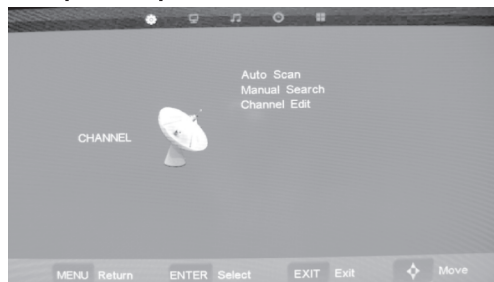 Auto Scan
Manual Search
Channel Edit
CHANNEL
MENU Return ENTER Select EXIT Exit Move